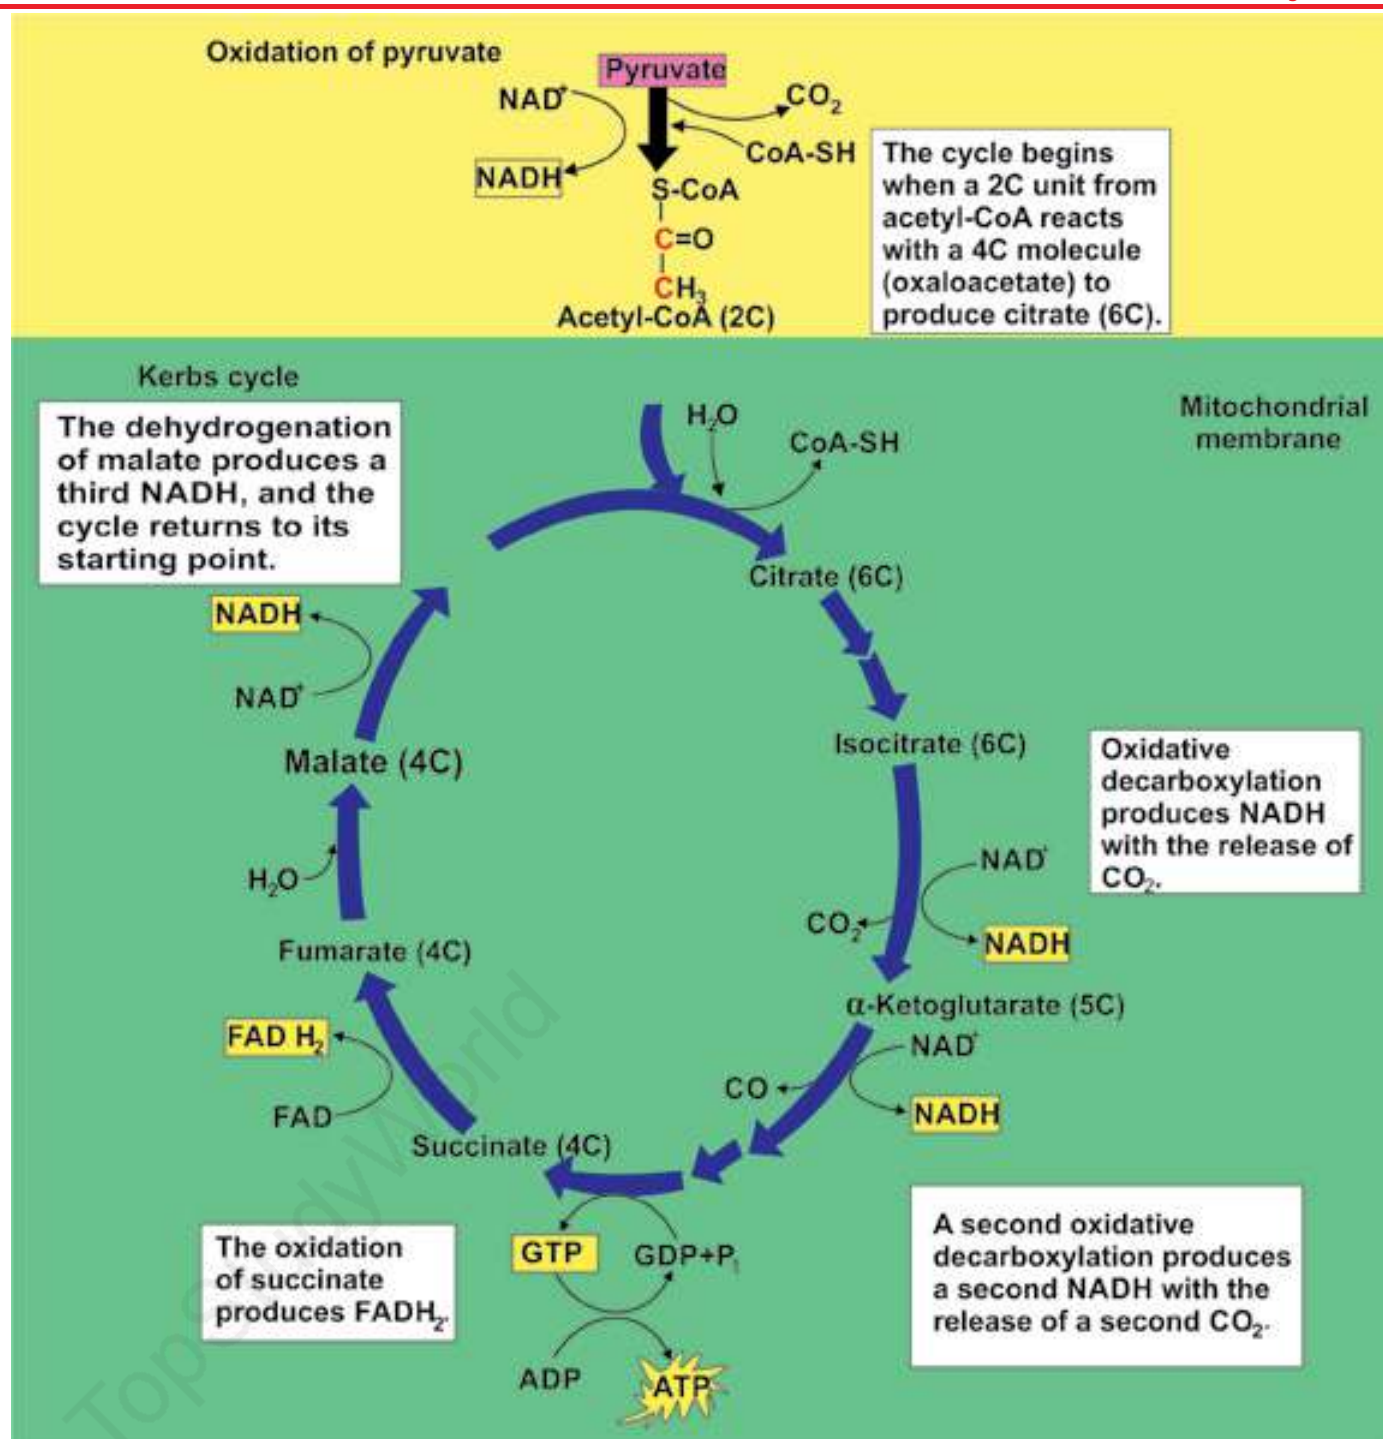 Oxidation of pyruvate
Pyruvate
NAD⁺
CO₂
CoA-SH
NADH
S-CoA
C=O
CH₃
Acetyl-CoA (2C)
The cycle begins
when a 2C unit from
acetyl-CoA reacts
with a 4C molecule
(oxaloacetate) to
produce citrate (6C).
Kerbs cycle
Mitochondrial
membrane
The dehydrogenation
of malate produces a
third NADH, and the
cycle returns to its
starting point.
H₂O
CoA-SH
Citrate (6C)
NADH
NAD⁺
Malate (4C)
Isocitrate (6C)
Oxidative
decarboxylation
produces NADH
with the release of
CO₂.
NAD⁺
CO₂
NADH
H₂O
Fumarate (4C)
α-Ketoglutarate (5C)
FAD H₂
FAD
NAD⁺
CO
NADH
Succinate (4C)
GTP
GDP+Pᵢ
ADP
ATP
The oxidation
of succinate
produces FADH₂.
A second oxidative
decarboxylation produces
a second NADH with the
release of a second CO₂.
TopStudyWorld